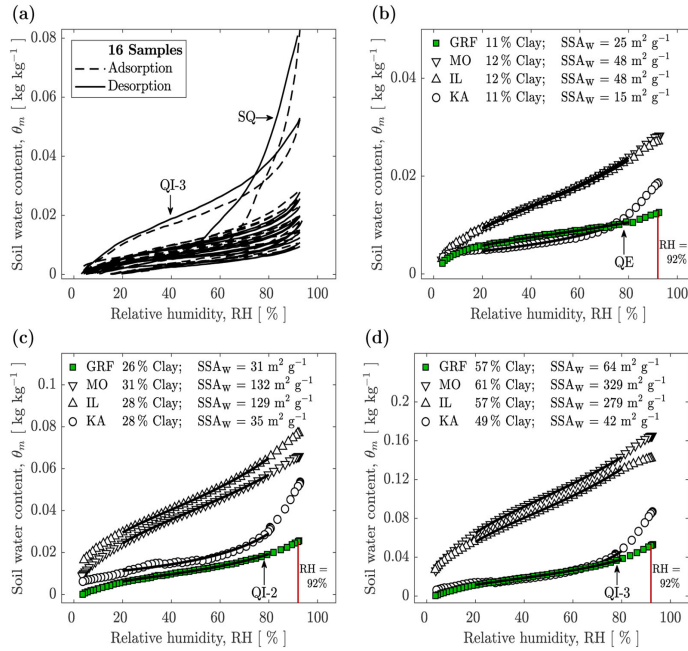 (a)
16 Samples
Adsorption
Desorption
SQ
QI-3
0.08
0.06
0.04
0.02
0
0 20 40 60 80 100
Soil water content, θm [ kg kg⁻¹ ]
Relative humidity, RH [ % ]
(b)
GRF 11 % Clay; SSAW = 25 m² g⁻¹
MO 12 % Clay; SSAW = 48 m² g⁻¹
IL 12 % Clay; SSAW = 48 m² g⁻¹
KA 11 % Clay; SSAW = 15 m² g⁻¹
0.04
0.02
0
QE
RH =
92%
0 20 40 60 80 100
Soil water content, θm [ kg kg⁻¹ ]
Relative humidity, RH [ % ]
(c)
GRF 26 % Clay; SSAW = 31 m² g⁻¹
MO 31 % Clay; SSAW = 132 m² g⁻¹
IL 28 % Clay; SSAW = 129 m² g⁻¹
KA 28 % Clay; SSAW = 35 m² g⁻¹
0.1
0.08
0.06
0.04
0.02
0
QI-2
RH =
92%
0 20 40 60 80 100
Soil water content, θm [ kg kg⁻¹ ]
Relative humidity, RH [ % ]
(d)
GRF 57 % Clay; SSAW = 64 m² g⁻¹
MO 61 % Clay; SSAW = 329 m² g⁻¹
IL 57 % Clay; SSAW = 279 m² g⁻¹
KA 49 % Clay; SSAW = 42 m² g⁻¹
0.2
0.16
0.12
0.08
0.04
0
QI-3
RH =
92%
0 20 40 60 80 100
Soil water content, θm [ kg kg⁻¹ ]
Relative humidity, RH [ % ]